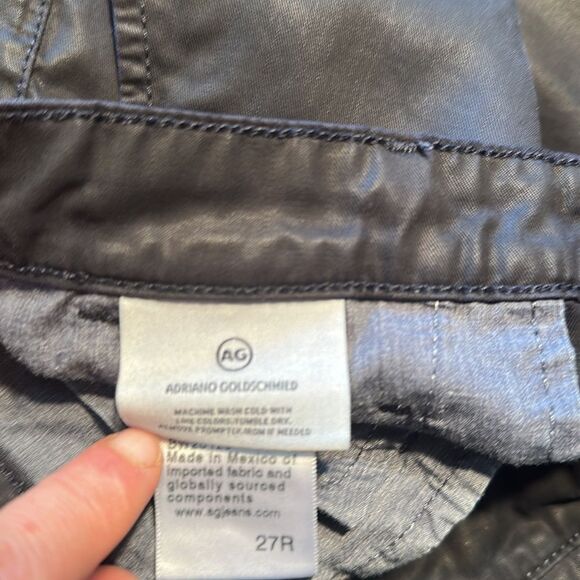 AG
ADRIANO GOLDSCHMIED
MACHINE WASH COLD WITH
LIKE COLORS/TUMBLE DRY.
REMOVE PROMPTLY/IRON IF NEEDED
Made in Mexico of
imported fabric and
globally sourced
components
www.agjeans.com
27R